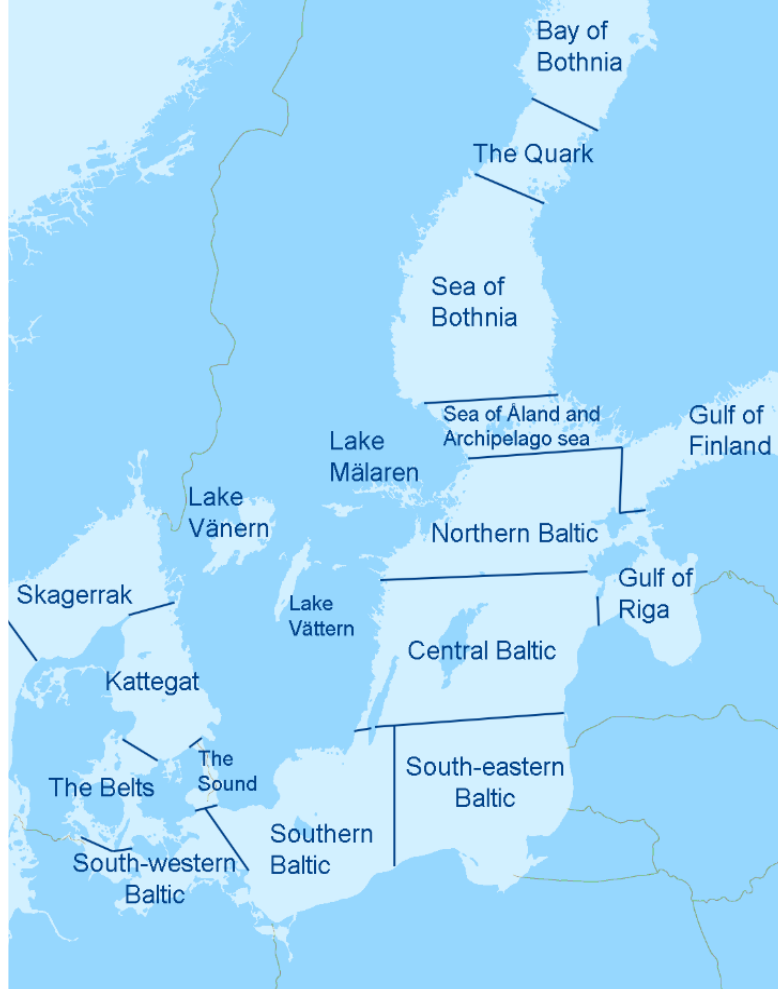 Bay of
Bothnia
The Quark
Sea of
Bothnia
Sea of Åland and
Archipelago sea
Gulf of
Finland
Lake
Mälaren
Lake
Vänern
Northern Baltic
Skagerrak
Lake
Vättern
Gulf of
Riga
Central Baltic
Kattegat
The Belts
The
Sound
South-eastern
Baltic
Southern
Baltic
South-western
Baltic